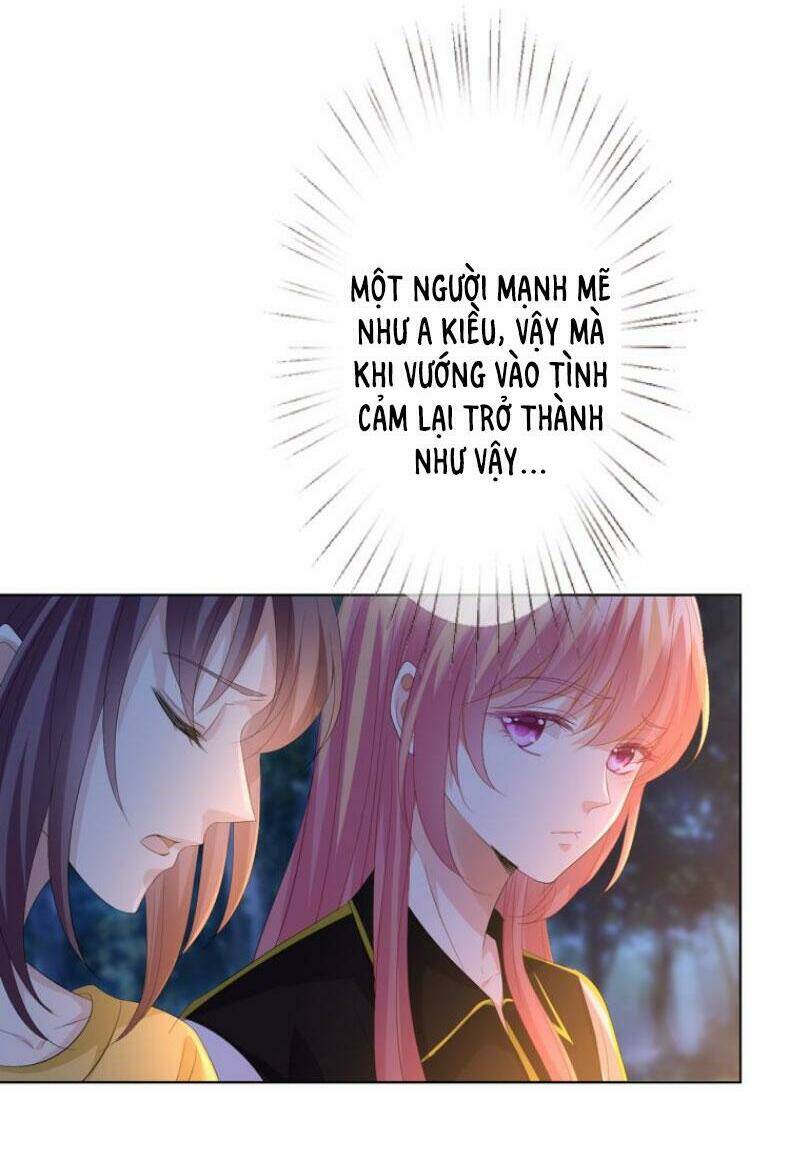 MỘT NGƯỜI MẠNH MẼ
NHƯ A KIỀU, VẬY MÀ
KHI VƯỚNG VÀO TÌNH
CẢM LẠI TRỞ THÀNH
NHƯ VẬY...